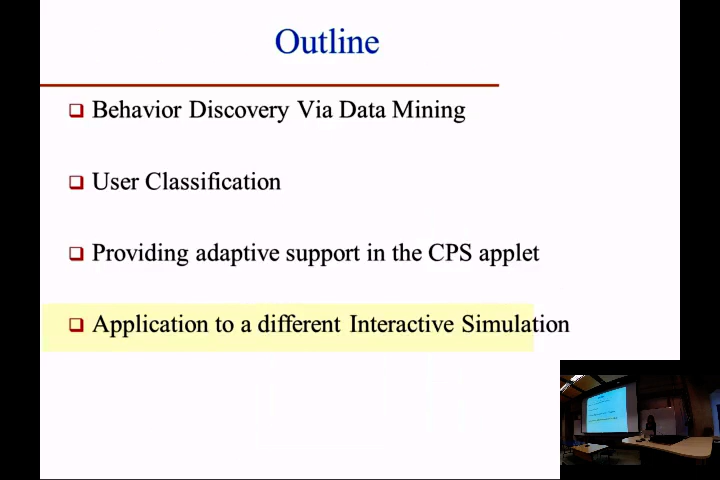 Outline
Behavior Discovery Via Data Mining
User Classification
Providing adaptive support in the CPS applet
Application to a different Interactive Simulation